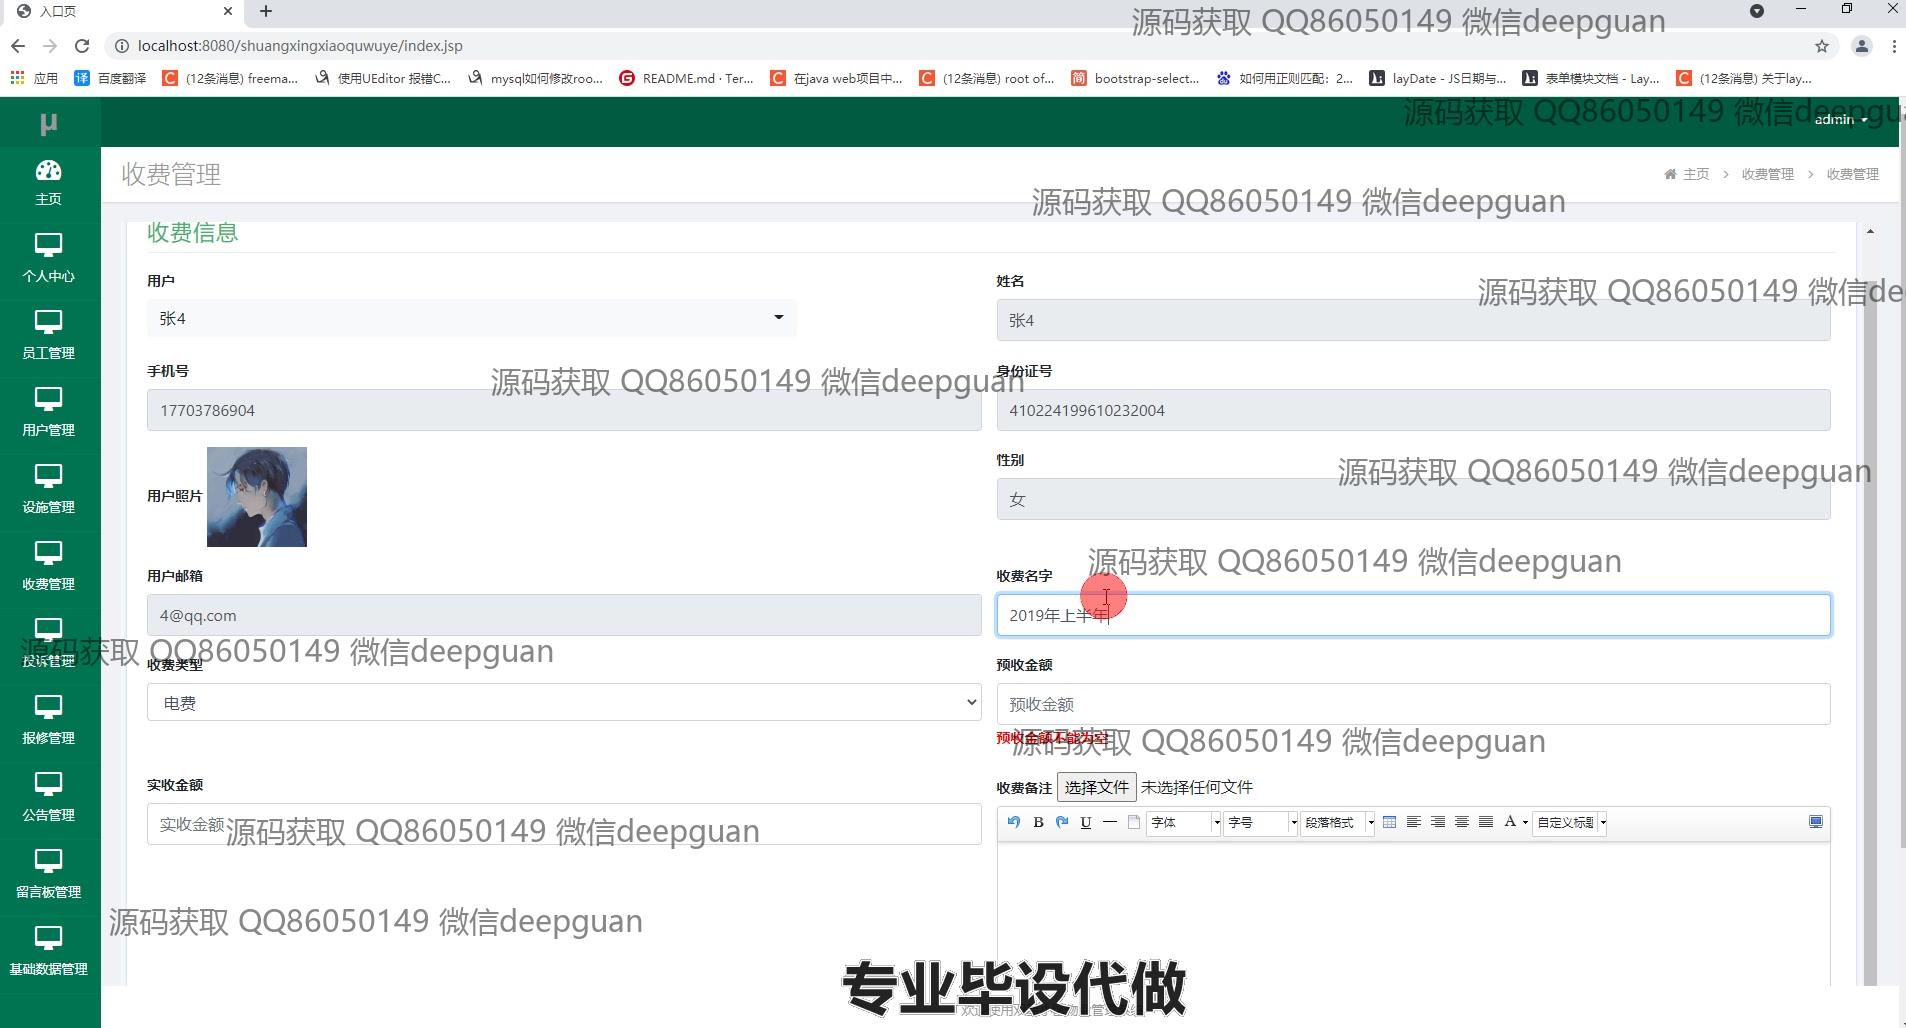 入口页
源码获取 QQ86050149 微信deepguan
localhost:8080/shuangxingxiaoquwuye/index.jsp
应用 百度翻译 (12条消息) freema... 使用UEditor 报错C... mysql如何修改roo... README.md · Ter... 在java web项目中... (12条消息) root of... bootstrap-select... 如何用正则匹配：2... layDate - JS日期与... 表单模块文档 - Lay... (12条消息) 关于lay...
源码获取 QQ86050149 微信deepgu
μ
admin
收费管理
主页 > 收费管理 > 收费管理
源码获取 QQ86050149 微信deepguan
主页
个人中心
员工管理
用户管理
设施管理
收费管理
投诉管理
报修管理
公告管理
留言板管理
基础数据管理
收费信息
用户 姓名
源码获取 QQ86050149 微信de
张4 张4
手机号 身份证号
源码获取 QQ86050149 微信deepguan
17703786904 410224199610232004
用户照片 性别
源码获取 QQ86050149 微信deepguan
女
源码获取 QQ86050149 微信deepguan
用户邮箱 收费名字
4@qq.com 2019年上半年
源码获取 QQ86050149 微信deepguan
收费类型 预收金额
电费 预收金额
预收金额不能为空
源码获取 QQ86050149 微信deepguan
实收金额 收费备注 选择文件 未选择任何文件
实收金额 B U 字体 字号 段落格式 A 自定义标题
源码获取 QQ86050149 微信deepguan
源码获取 QQ86050149 微信deepguan
专业毕设代做